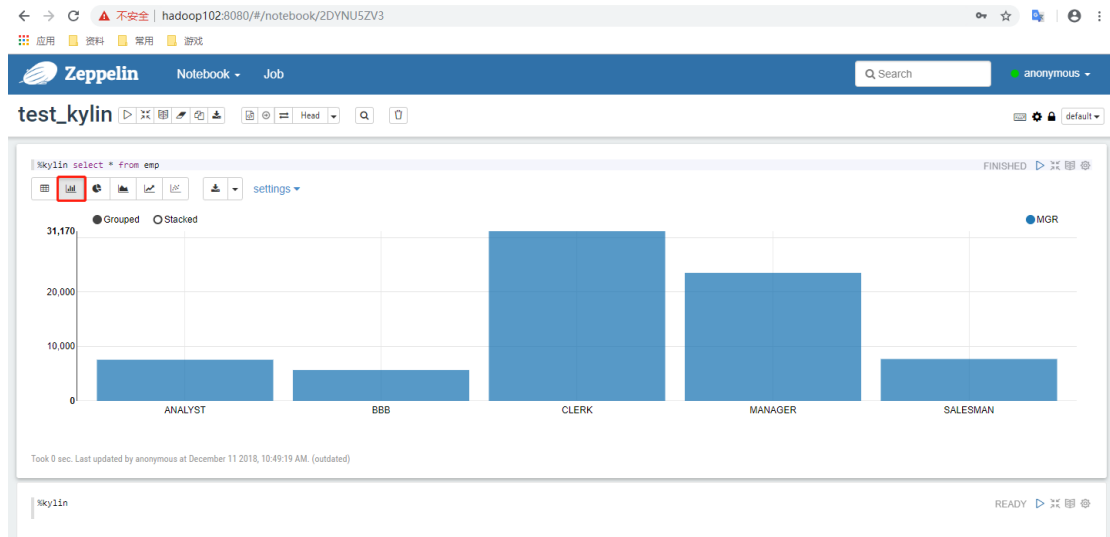 不安全 | hadoop102:8080/#/notebook/2DYNU5ZV3
应用 资料 常用 游戏
Zeppelin Notebook Job Search anonymous
test_kylin Head default
%kylin select * from emp FINISHED
settings
Grouped Stacked MGR
31,170
20,000
10,000
0
ANALYST BBB CLERK MANAGER SALESMAN
Took 0 sec. Last updated by anonymous at December 11 2018, 10:49:19 AM. (outdated)
%kylin READY